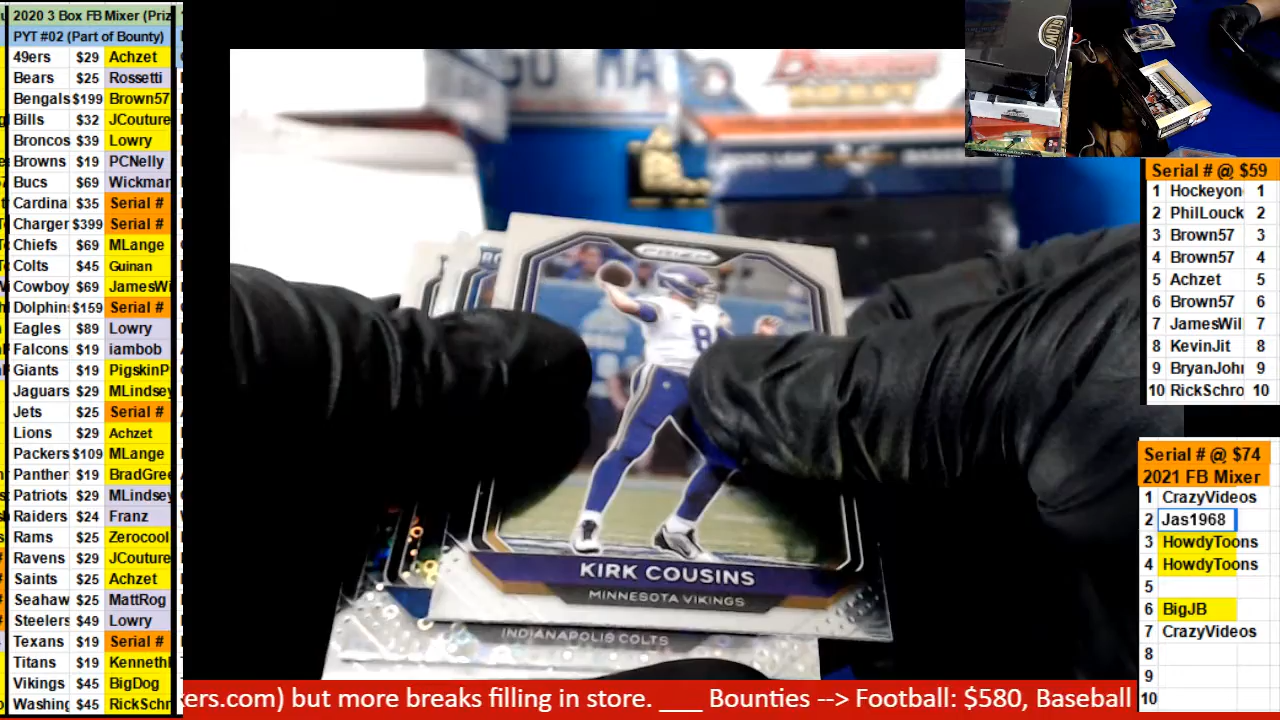 2020 3 Box FB Mixer (Priz
PYT #02 (Part of Bounty)
49ers $29 Achzet
Bears $25 Rossetti
Bengals $199 Brown57
Bills $32 JCouture
Broncos $39 Lowry
Browns $19 PCNelly
Bucs $69 Wickman
Cardina $35 Serial #
Charger $399 Serial #
Chiefs $69 MLange
Colts $45 Guinan
Cowboy $69 JamesWi
Dolphin $159 Serial #
Eagles $89 Lowry
Falcons $19 iambob
Giants $19 PigskinP
Jaguars $29 MLindsey
Jets $25 Serial #
Lions $29 Achzet
Packers $109 MLange
Panther $19 BradGree
Patriots $29 MLindsey
Raiders $24 Franz
Rams $25 Zerocool
Ravens $29 JCouture
Saints $25 Achzet
Seahaw $25 MattRog
Steelers $49 Lowry
Texans $19 Serial #
Titans $19 Kennethl
Vikings $45 BigDog
Washing $45 RickSchr
PRIZM
8
KIRK COUSINS
MINNESOTA VIKINGS
INDIANAPOLIS COLTS
Bowman
Serial # @ $59
1 Hockeyon 1
2 PhilLouck 2
3 Brown57 3
4 Brown57 4
5 Achzet 5
6 Brown57 6
7 JamesWil 7
8 KevinJit 8
9 BryanJohn 9
10 RickSchro 10
Serial # @ $74
2021 FB Mixer
1 CrazyVideos
2 Jas1968
3 HowdyToons
4 HowdyToons
5
6 BigJB
7 CrazyVideos
8
9
10
ers.com) but more breaks filling in store. ___ Bounties --> Football: $580, Baseball